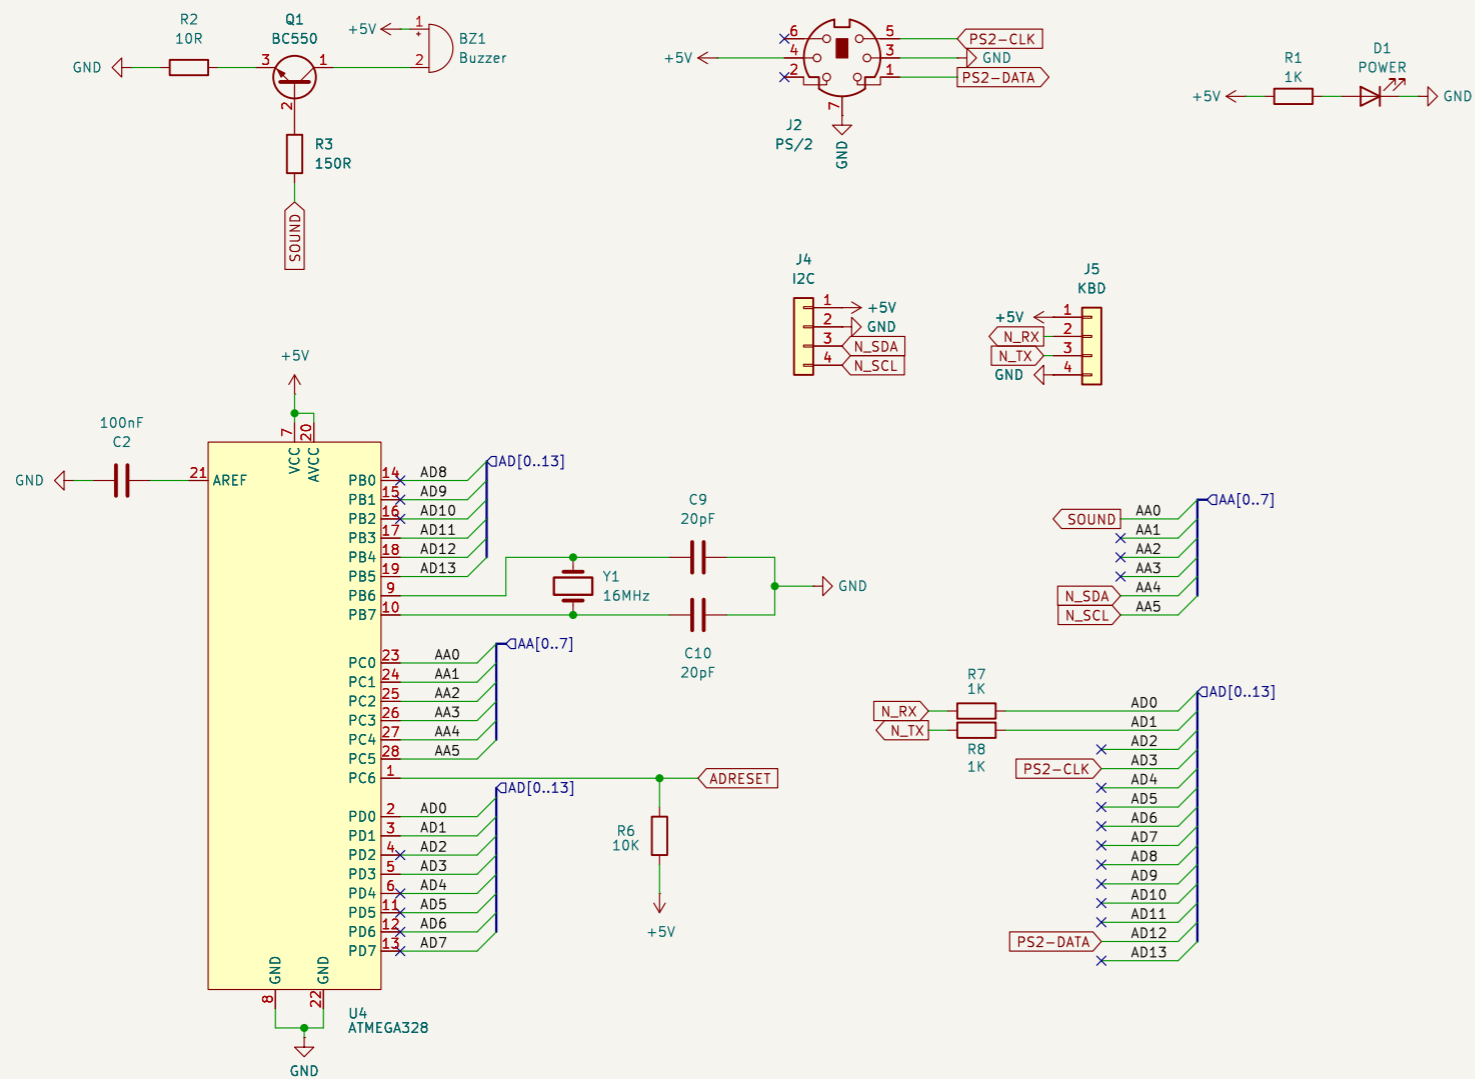 R2
10R
Q1
BC550
GND
3
1
2
+5V
1
+
2
BZ1
Buzzer
R3
150R
SOUND
+5V
6
4
2
5
3
1
7
PS2-CLK
GND
PS2-DATA
J2
PS/2
GND
R1
1K
D1
POWER
+5V
GND
J4
I2C
1
+5V
2
GND
3
N_SDA
4
N_SCL
J5
KBD
+5V
1
N_RX
2
N_TX
3
GND
4
+5V
100nF
C2
GND
7
20
VCC
AVCC
21
AREF
AD[0..13]
PB0 14 AD8
PB1 15 AD9
PB2 16 AD10
PB3 17 AD11
PB4 18 AD12
PB5 19 AD13
PB6 9
PB7 10
C9
20pF
Y1
16MHz
GND
C10
20pF
AA[0..7]
PC0 23 AA0
PC1 24 AA1
PC2 25 AA2
PC3 26 AA3
PC4 27 AA4
PC5 28 AA5
PC6 1
ADRESET
AD[0..13]
PD0 2 AD0
PD1 3 AD1
PD2 4 AD2
PD3 5 AD3
PD4 6 AD4
PD5 11 AD5
PD6 12 AD6
PD7 13 AD7
R6
10K
+5V
GND
GND
8
22
U4
ATMEGA328
GND
AA[0..7]
SOUND AA0
AA1
AA2
AA3
N_SDA AA4
N_SCL AA5
R7
1K
AD[0..13]
N_RX AD0
N_TX AD1
R8
1K
AD2
PS2-CLK AD3
AD4
AD5
AD6
AD7
AD8
AD9
AD10
AD11
PS2-DATA AD12
AD13